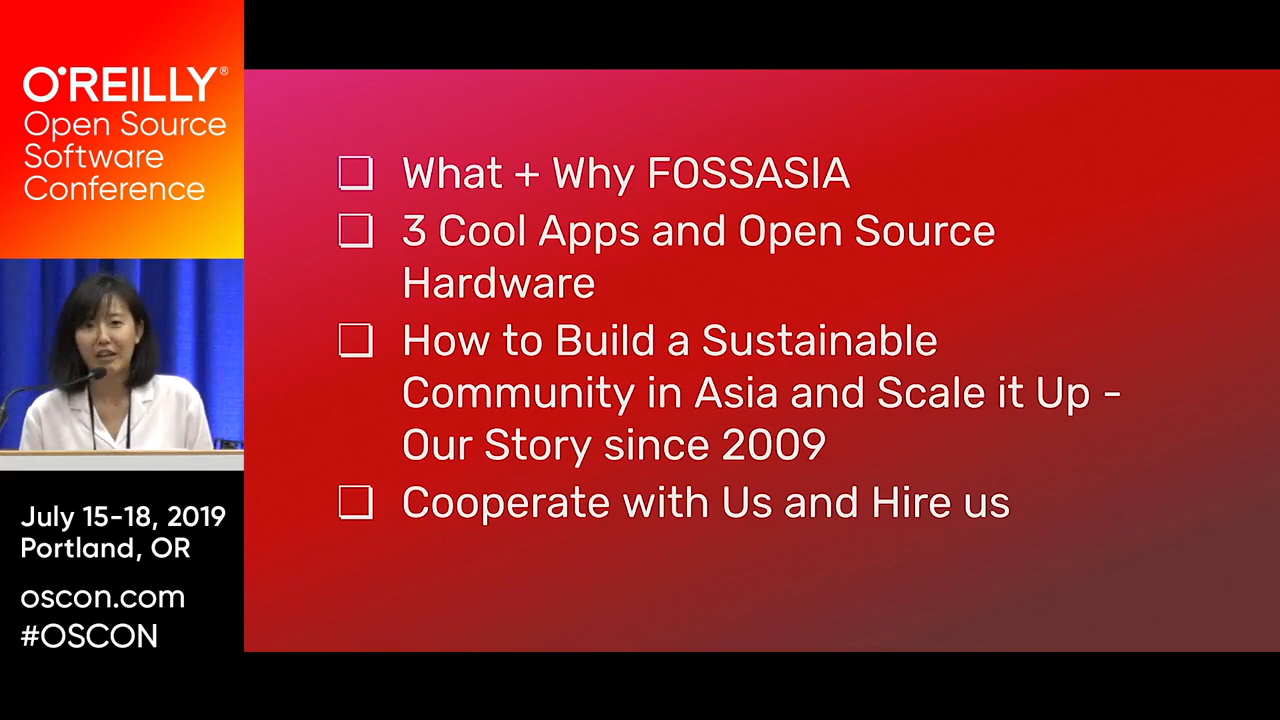 O'REILLY®
Open Source
Software
Conference
What + Why FOSSASIA
3 Cool Apps and Open Source
Hardware
How to Build a Sustainable
Community in Asia and Scale it Up -
Our Story since 2009
Cooperate with Us and Hire us
July 15-18, 2019
Portland, OR
oscon.com
#OSCON